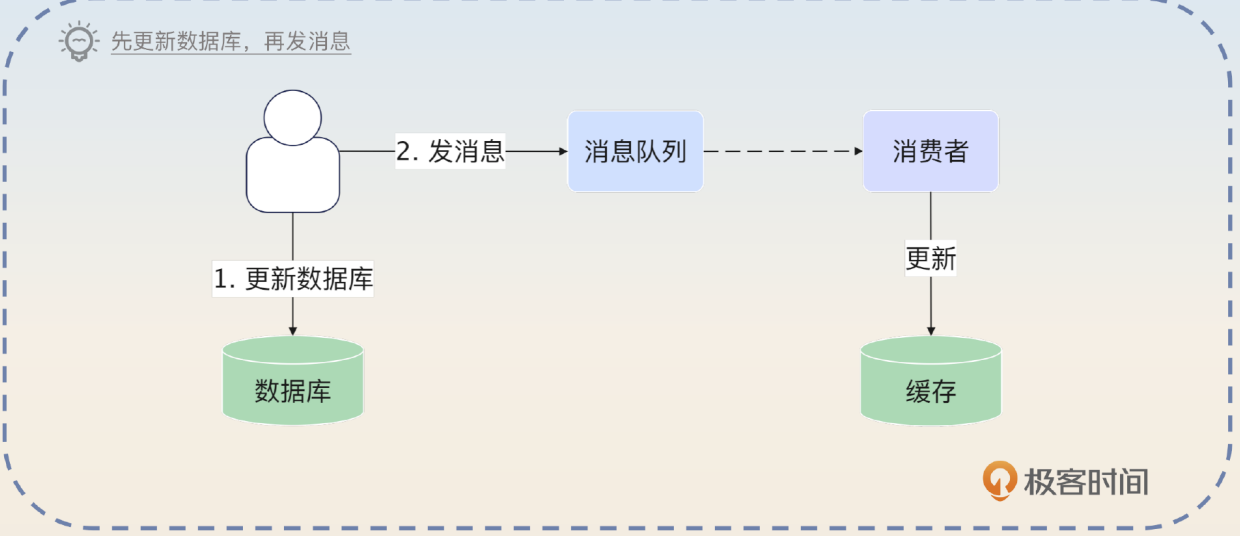 先更新数据库，再发消息
2. 发消息
消息队列
消费者
1. 更新数据库
更新
数据库
缓存
极客时间